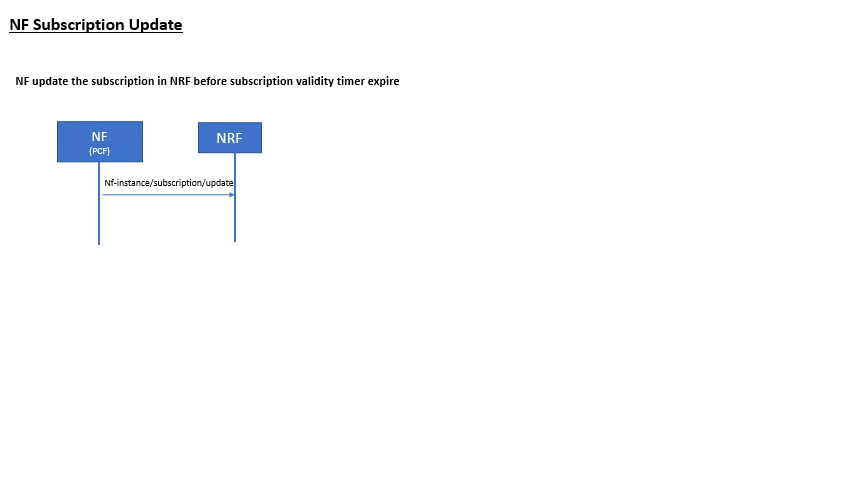 NF Subscription Update
NF update the subscription in NRF before subscription validity timer expire
NF
(PCF)
NRF
Nf-instance/subscription/update